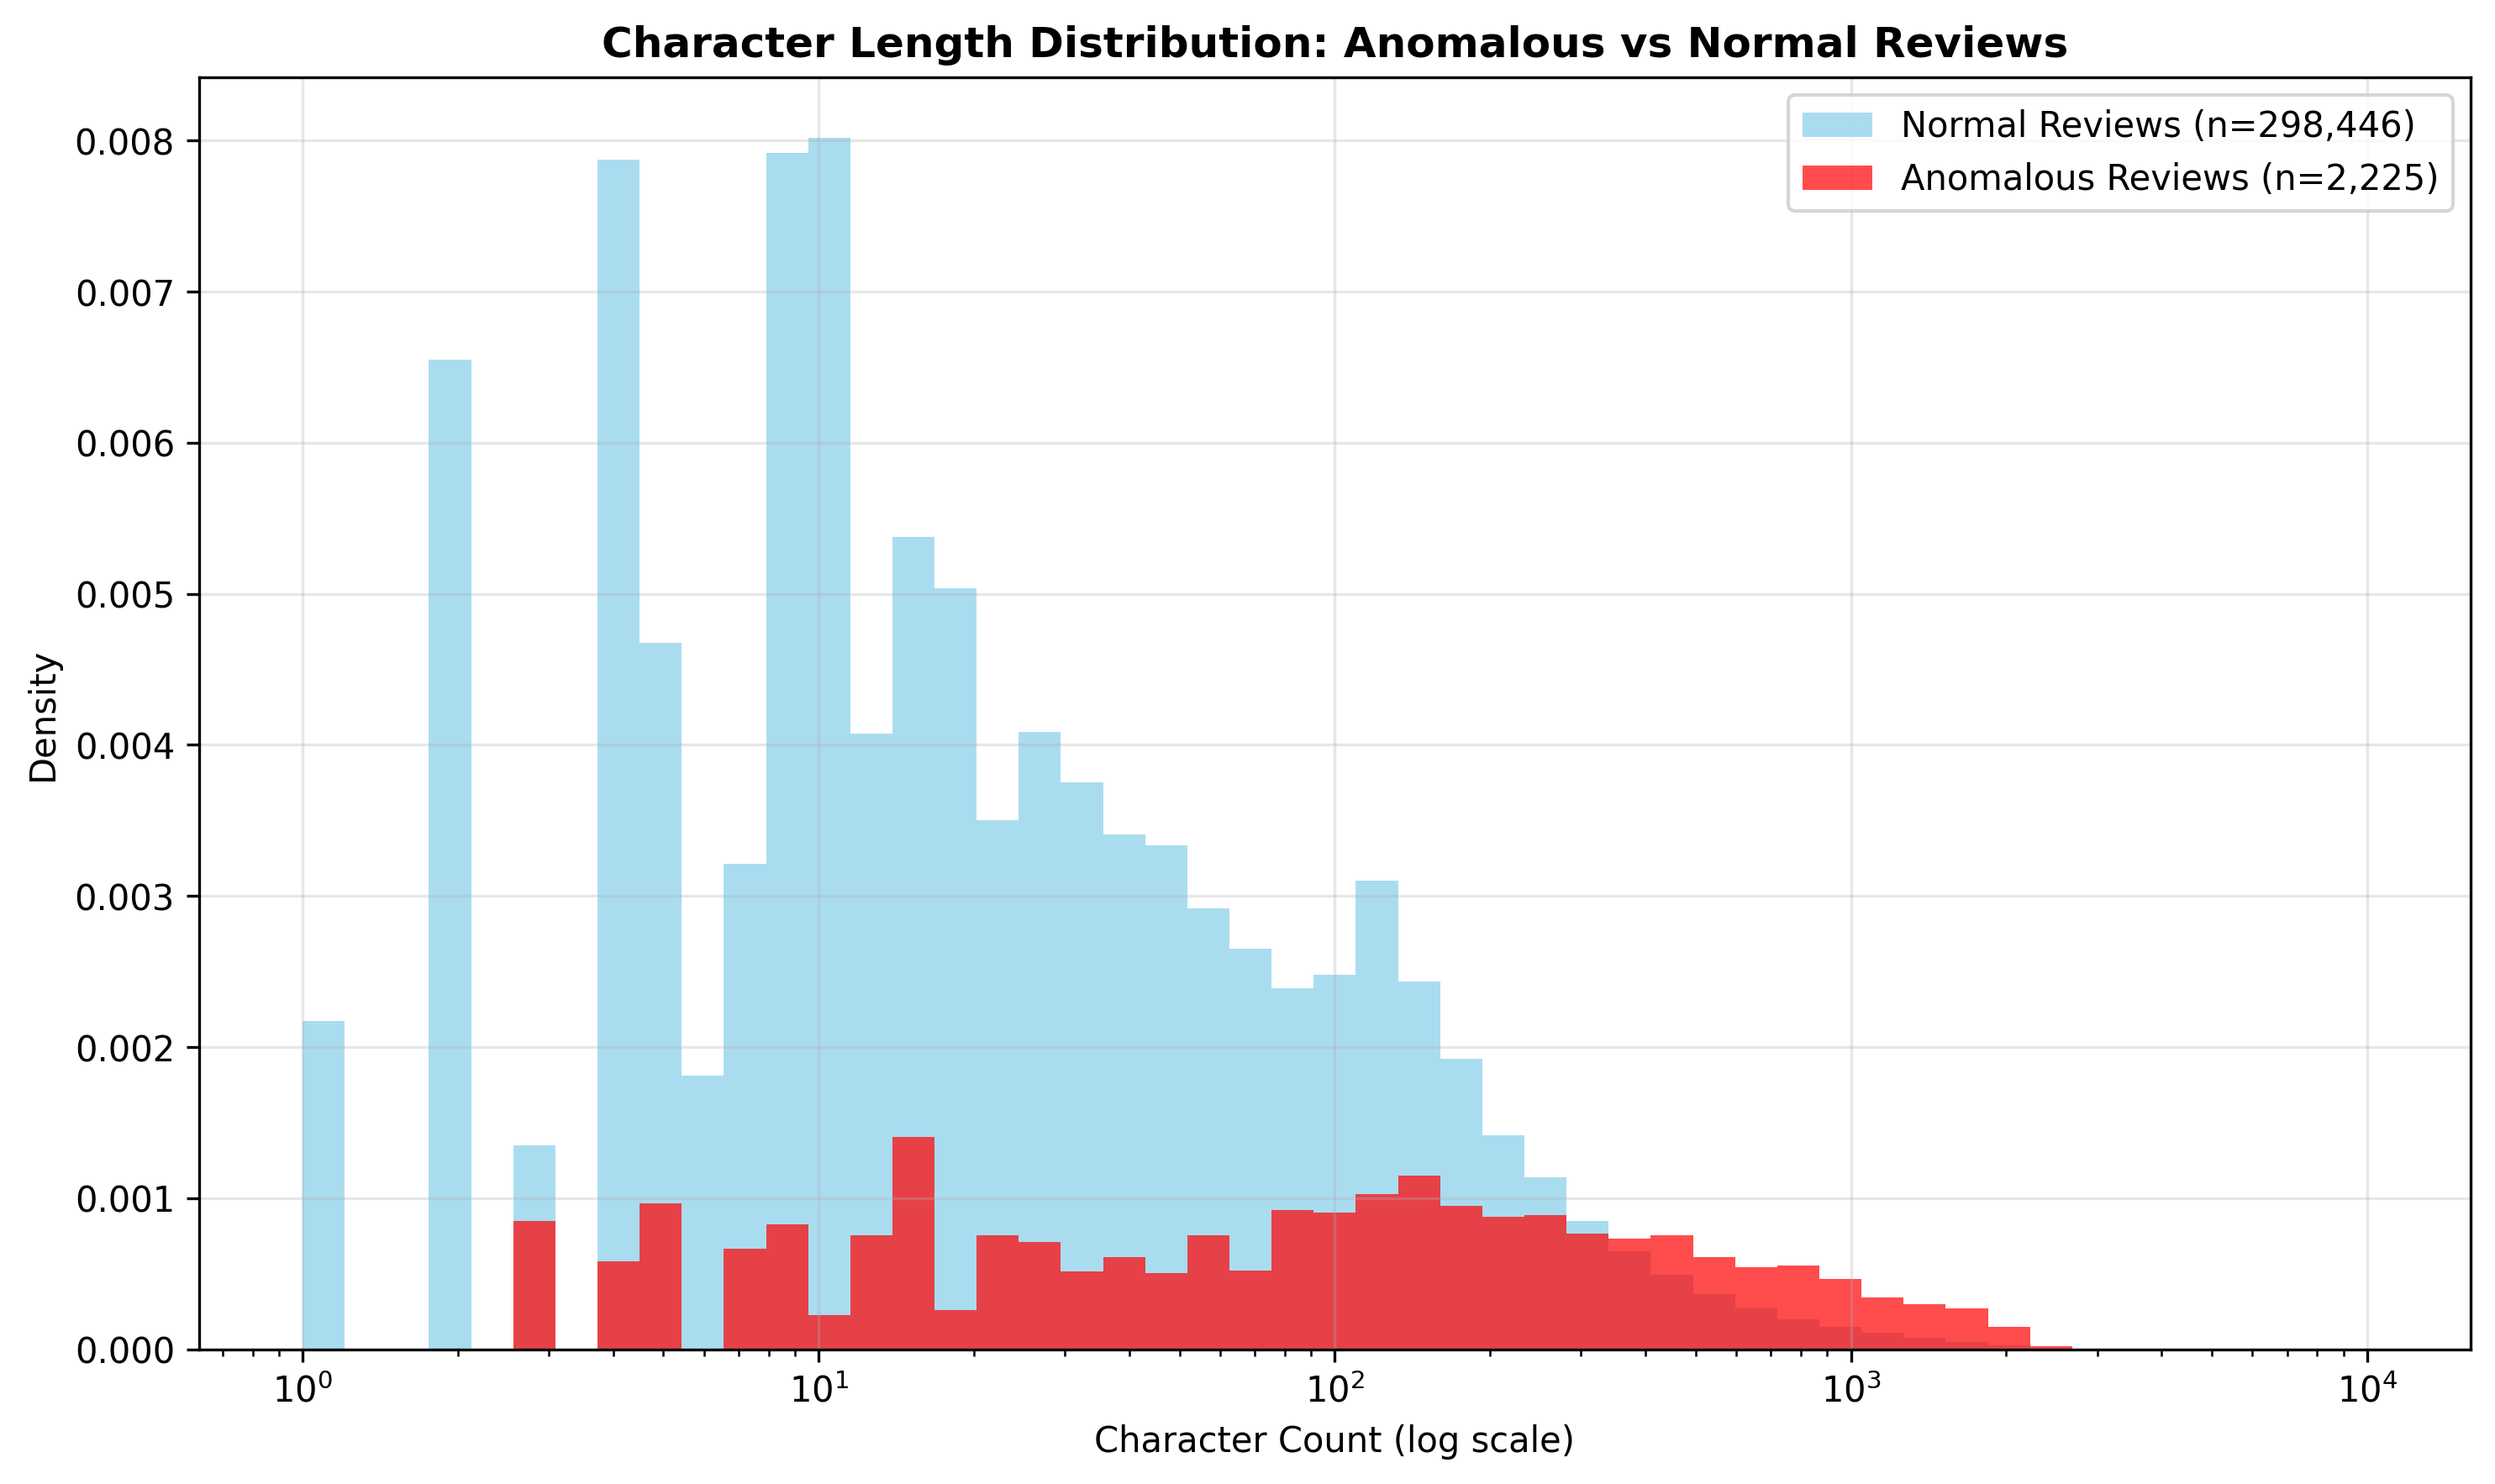 Character Length Distribution: Anomalous vs Normal Reviews
Normal Reviews (n=298,446)
Anomalous Reviews (n=2,225)
Density
0.008
0.007
0.006
0.005
0.004
0.003
0.002
0.001
0.000
10⁰ 10¹ 10² 10³ 10⁴
Character Count (log scale)